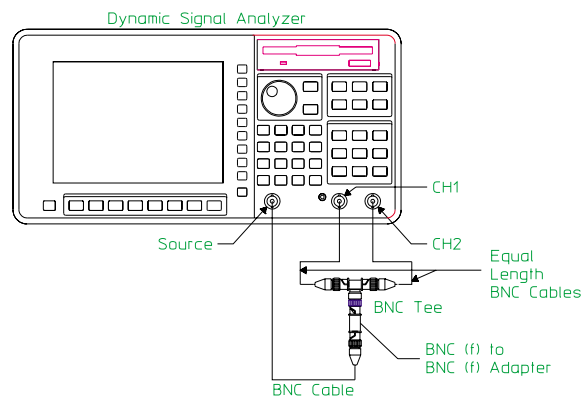 Dynamic Signal Analyzer
CH1
Source
CH2
Equal
Length
BNC Cables
BNC Tee
BNC (f) to
BNC (f) Adapter
BNC Cable